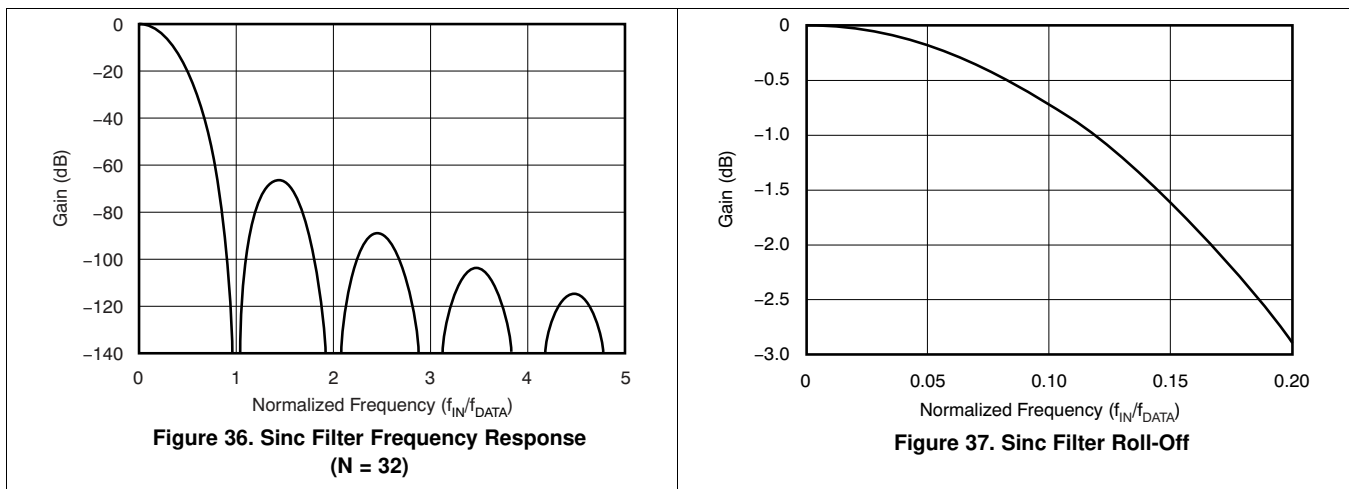 0
−20
−40
−60
−80
−100
−120
−140
Gain (dB)
0 1 2 3 4 5
Normalized Frequency (fIN/fDATA)
Figure 36. Sinc Filter Frequency Response
(N = 32)
0
−0.5
−1.0
−1.5
−2.0
−2.5
−3.0
Gain (dB)
0 0.05 0.10 0.15 0.20
Normalized Frequency (fIN/fDATA)
Figure 37. Sinc Filter Roll-Off